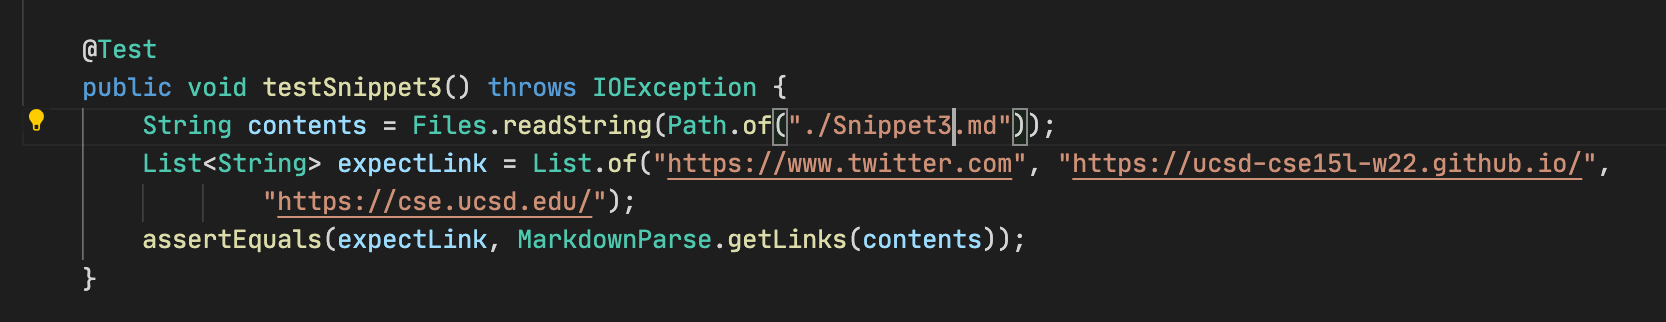 @Test
public void testSnippet3() throws IOException {
String contents = Files.readString(Path.of("./Snippet3.md"));
List<String> expectLink = List.of("https://www.twitter.com", "https://ucsd-cse15l-w22.github.io/",
"https://cse.ucsd.edu/");
assertEquals(expectLink, MarkdownParse.getLinks(contents));
}